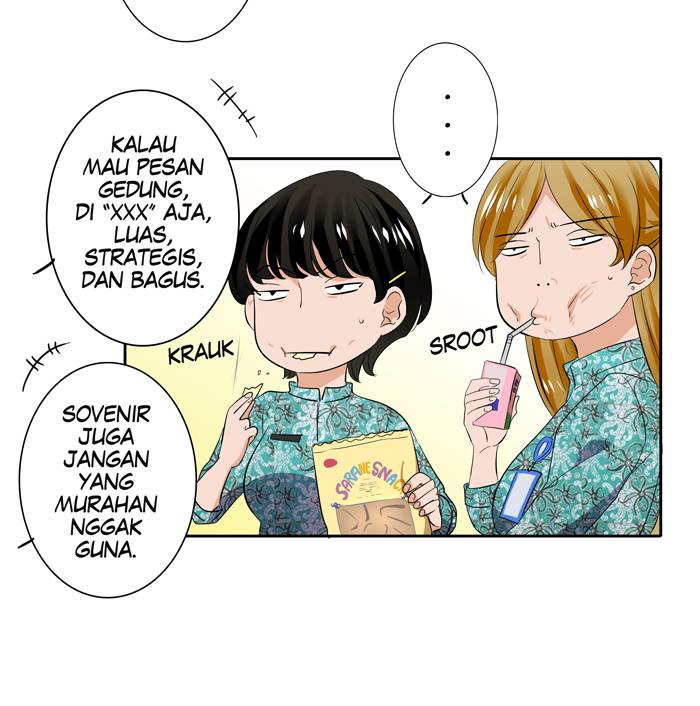 KALAU
MAU PESAN
GEDUNG,
DI "XXX" AJA,
LUAS,
STRATEGIS,
DAN BAGUS.
. . .
KRAUK
SROOT
SOVENIR
JUGA
JANGAN
YANG
MURAHAN
NGGAK
GUNA.